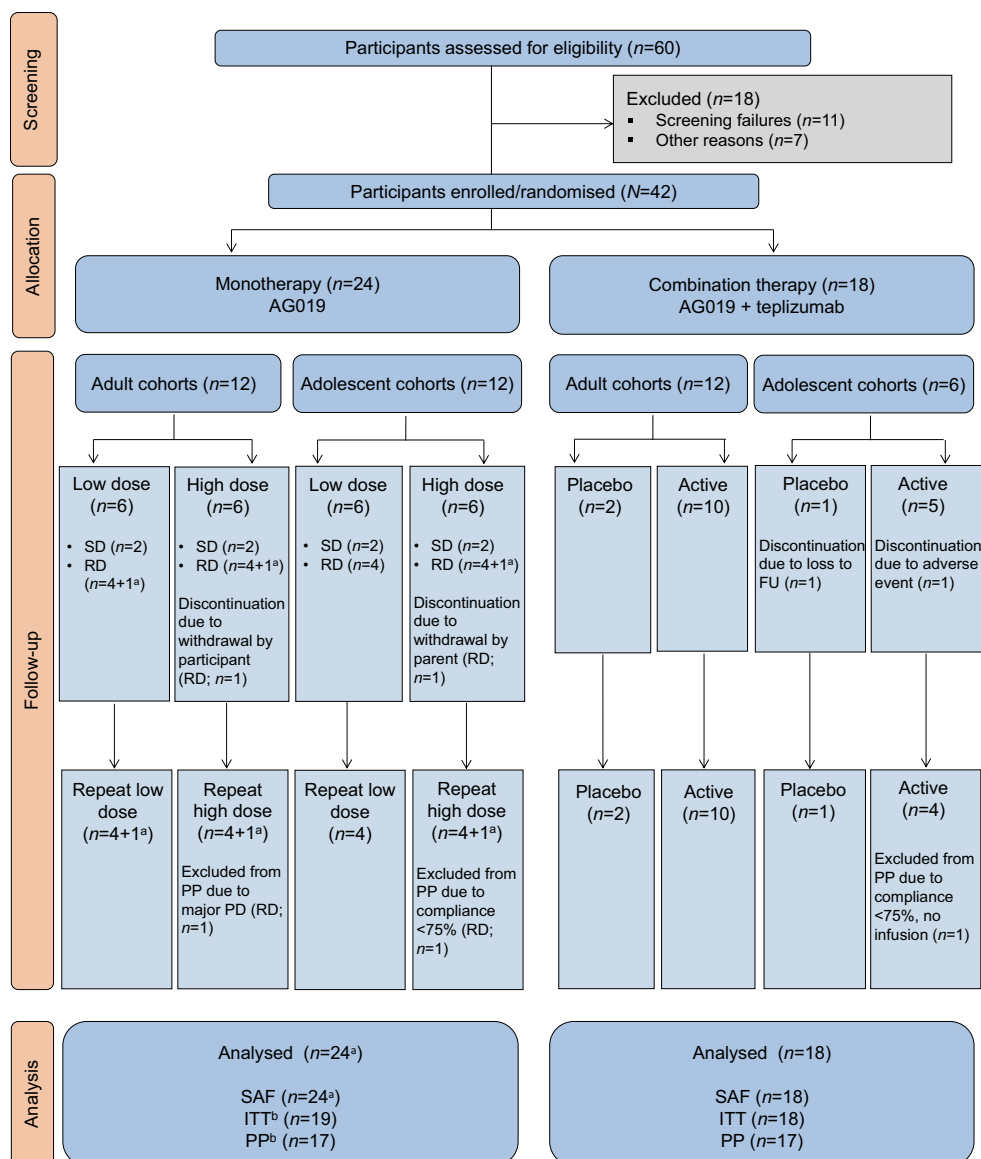 Screening
Participants assessed for eligibility (n=60)
Excluded (n=18)
▪ Screening failures (n=11)
▪ Other reasons (n=7)
Allocation
Participants enrolled/randomised (N=42)
Monotherapy (n=24)
AG019
Combination therapy (n=18)
AG019 + teplizumab
Follow-up
Adult cohorts (n=12)
Adolescent cohorts (n=12)
Adult cohorts (n=12)
Adolescent cohorts (n=6)
Low dose
(n=6)
• SD (n=2)
• RD
(n=4+1ᵃ)
High dose
(n=6)
• SD (n=2)
• RD (n=4+1ᵃ)
Discontinuation
due to
withdrawal by
participant
(RD; n=1)
Low dose
(n=6)
• SD (n=2)
• RD (n=4)
High dose
(n=6)
• SD (n=2)
• RD (n=4+1ᵃ)
Discontinuation
due to
withdrawal by
parent (RD;
n=1)
Placebo
(n=2)
Active
(n=10)
Placebo
(n=1)
Discontinuation
due to loss to
FU (n=1)
Active
(n=5)
Discontinuation
due to adverse
event (n=1)
Repeat low
dose
(n=4+1ᵃ)
Repeat
high dose
(n=4+1ᵃ)
Excluded from
PP due to
major PD (RD;
n=1)
Repeat low
dose
(n=4)
Repeat
high dose
(n=4+1ᵃ)
Excluded from
PP due to
compliance
<75% (RD;
n=1)
Placebo
(n=2)
Active
(n=10)
Placebo
(n=1)
Active
(n=4)
Excluded from
PP due to
compliance
<75%, no
infusion (n=1)
Analysis
Analysed (n=24ᵃ)
SAF (n=24ᵃ)
ITTᵇ (n=19)
PPᵇ (n=17)
Analysed (n=18)
SAF (n=18)
ITT (n=18)
PP (n=17)